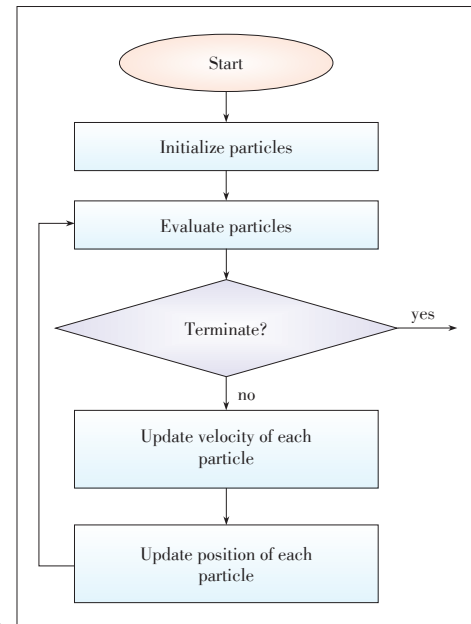 Start
Initialize particles
Evaluate particles
Terminate?
yes
no
Update velocity of each
particle
Update position of each
particle